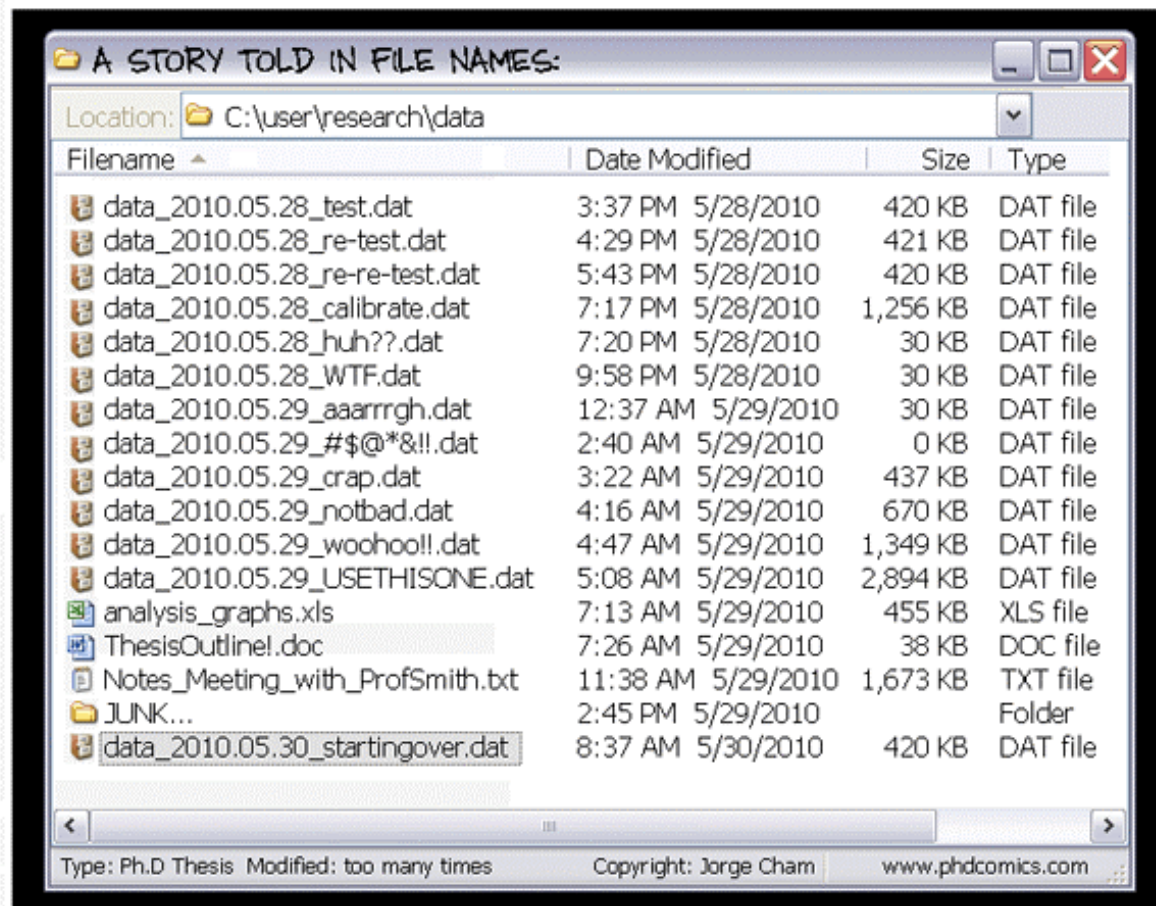 A STORY TOLD IN FILE NAMES:
Location: C:\user\research\data
Filename Date Modified Size Type
data_2010.05.28_test.dat 3:37 PM 5/28/2010 420 KB DAT file
data_2010.05.28_re-test.dat 4:29 PM 5/28/2010 421 KB DAT file
data_2010.05.28_re-re-test.dat 5:43 PM 5/28/2010 420 KB DAT file
data_2010.05.28_calibrate.dat 7:17 PM 5/28/2010 1,256 KB DAT file
data_2010.05.28_huh??.dat 7:20 PM 5/28/2010 30 KB DAT file
data_2010.05.28_WTF.dat 9:58 PM 5/28/2010 30 KB DAT file
data_2010.05.29_aaarrrgh.dat 12:37 AM 5/29/2010 30 KB DAT file
data_2010.05.29_#$@*&!!.dat 2:40 AM 5/29/2010 0 KB DAT file
data_2010.05.29_crap.dat 3:22 AM 5/29/2010 437 KB DAT file
data_2010.05.29_notbad.dat 4:16 AM 5/29/2010 670 KB DAT file
data_2010.05.29_woohoo!!.dat 4:47 AM 5/29/2010 1,349 KB DAT file
data_2010.05.29_USETHISONE.dat 5:08 AM 5/29/2010 2,894 KB DAT file
analysis_graphs.xls 7:13 AM 5/29/2010 455 KB XLS file
ThesisOutline!.doc 7:26 AM 5/29/2010 38 KB DOC file
Notes_Meeting_with_ProfSmith.txt 11:38 AM 5/29/2010 1,673 KB TXT file
JUNK... 2:45 PM 5/29/2010 Folder
data_2010.05.30_startingover.dat 8:37 AM 5/30/2010 420 KB DAT file
Type: Ph.D Thesis Modified: too many times Copyright: Jorge Cham www.phdcomics.com